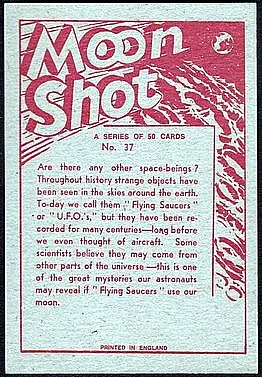 Moon
Shot
A SERIES OF 50 CARDS
No. 37
Are there any other space-beings?
Throughout history strange objects have
been seen in the skies around the earth.
To-day we call them " Flying Saucers "
or " U.F.O.'s," but they have been re-
corded for many centuries—long before
we even thought of aircraft. Some
scientists believe they may come from
other parts of the universe—this is one
of the great mysteries our astronauts
may reveal if " Flying Saucers " use our
moon.
PRINTED IN ENGLAND